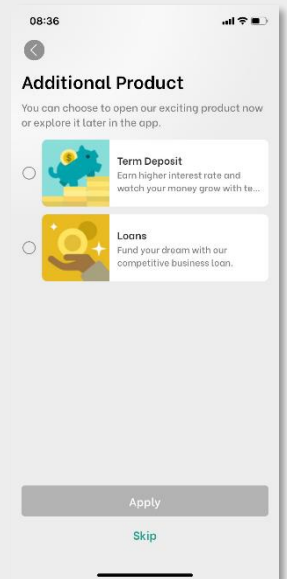 08:36
Additional Product
You can choose to open our exciting product now
or explore it later in the app.
Term Deposit
Earn higher interest rate and
watch your money grow with te...
Loans
Fund your dream with our
competitive business loan.
Apply
Skip